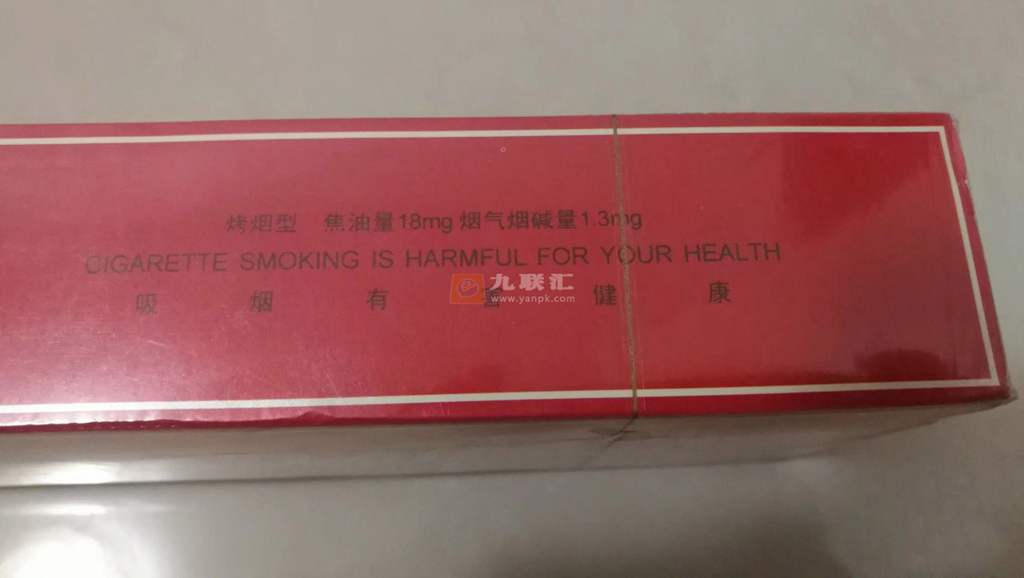 烤烟型 焦油量18mg 烟气烟碱量1.3mg
CIGARETTE SMOKING IS HARMFUL FOR YOUR HEALTH
九联汇
www.yanpk.com
吸烟有害健康